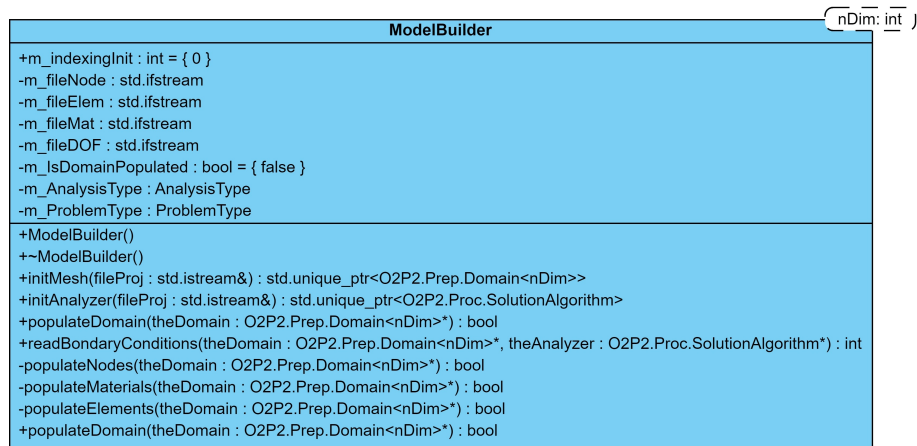 nDim: int
ModelBuilder
+m_indexingInit : int = { 0 }
-m_fileNode : std.ifstream
-m_fileElem : std.ifstream
-m_fileMat : std.ifstream
-m_fileDOF : std.ifstream
-m_IsDomainPopulated : bool = { false }
-m_AnalysisType : AnalysisType
-m_ProblemType : ProblemType
+ModelBuilder()
+~ModelBuilder()
+initMesh(fileProj : std.istream&) : std.unique_ptr<O2P2.Prep.Domain<nDim>>
+initAnalyzer(fileProj : std.istream&) : std.unique_ptr<O2P2.Proc.SolutionAlgorithm>
+populateDomain(theDomain : O2P2.Prep.Domain<nDim>*) : bool
+readBondaryConditions(theDomain : O2P2.Prep.Domain<nDim>*, theAnalyzer : O2P2.Proc.SolutionAlgorithm*) : int
-populateNodes(theDomain : O2P2.Prep.Domain<nDim>*) : bool
-populateMaterials(theDomain : O2P2.Prep.Domain<nDim>*) : bool
-populateElements(theDomain : O2P2.Prep.Domain<nDim>*) : bool
+populateDomain(theDomain : O2P2.Prep.Domain<nDim>*) : bool